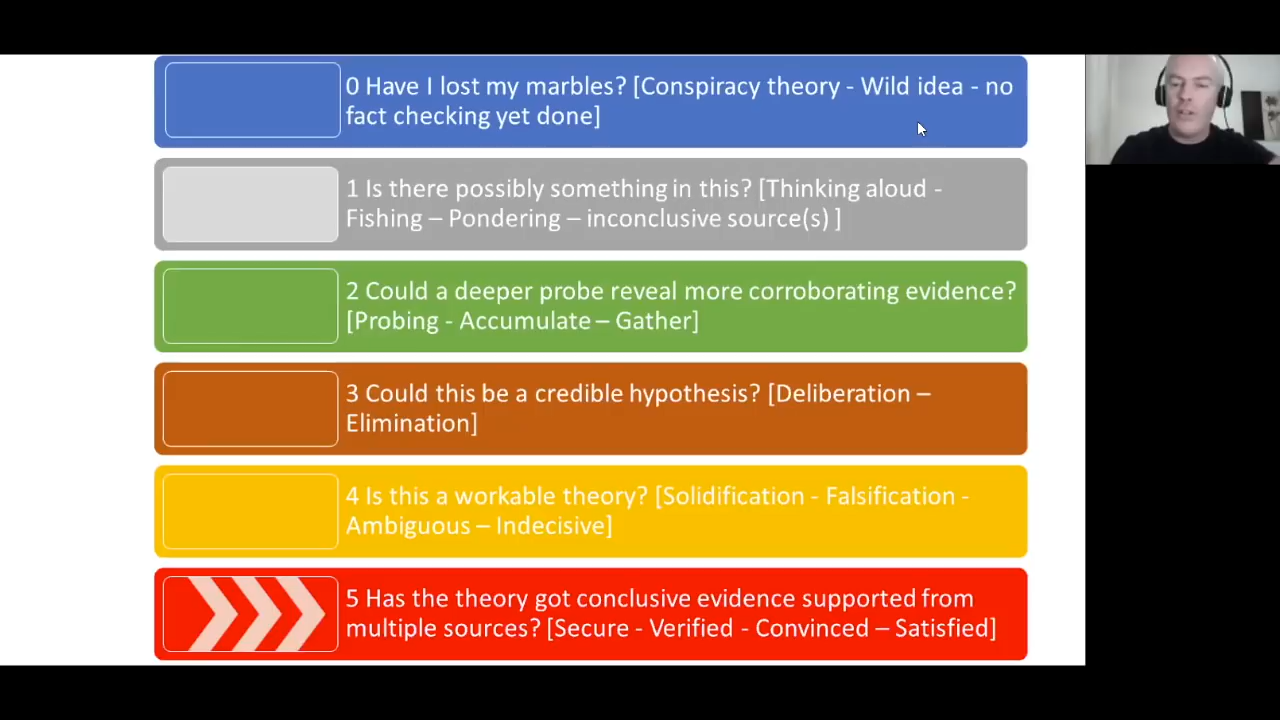 0 Have I lost my marbles? [Conspiracy theory - Wild idea - no
fact checking yet done]
1 Is there possibly something in this? [Thinking aloud -
Fishing – Pondering – inconclusive source(s) ]
2 Could a deeper probe reveal more corroborating evidence?
[Probing - Accumulate – Gather]
3 Could this be a credible hypothesis? [Deliberation –
Elimination]
4 Is this a workable theory? [Solidification - Falsification -
Ambiguous – Indecisive]
5 Has the theory got conclusive evidence supported from
multiple sources? [Secure - Verified - Convinced – Satisfied]